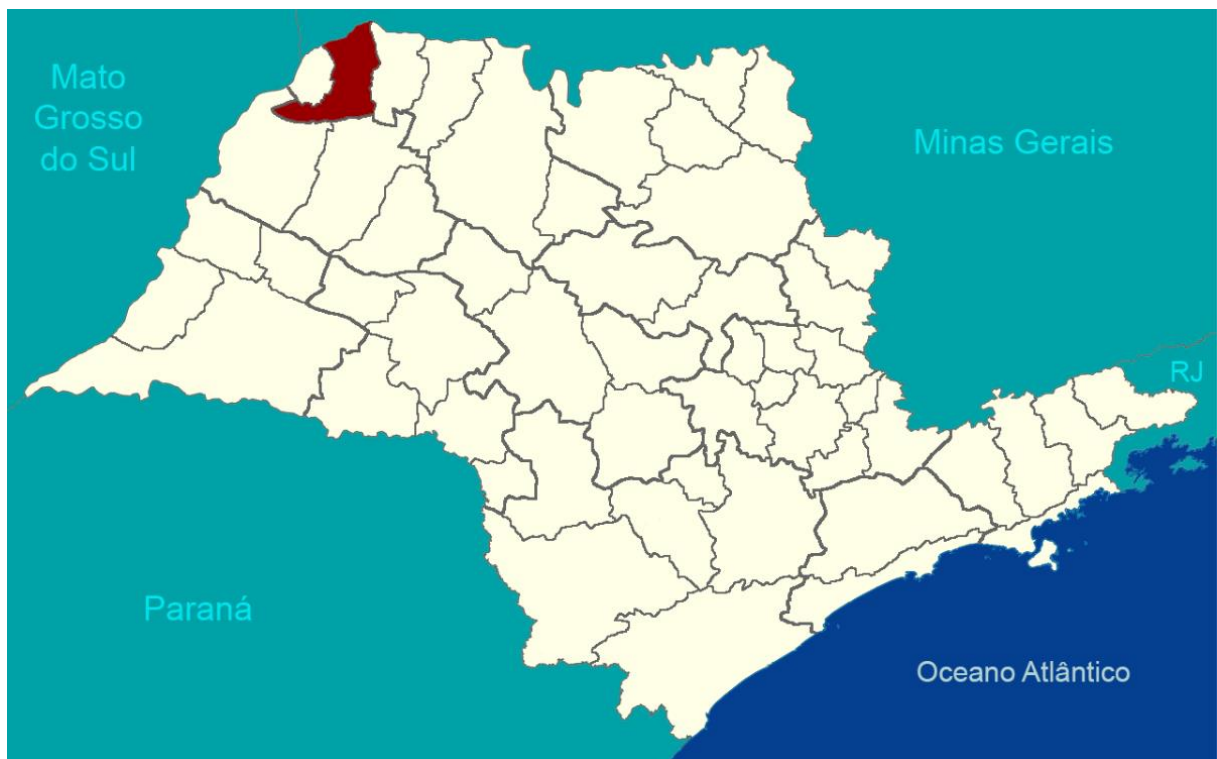 Mato
Grosso
do Sul
Minas Gerais
RJ
Paraná
Oceano Atlântico